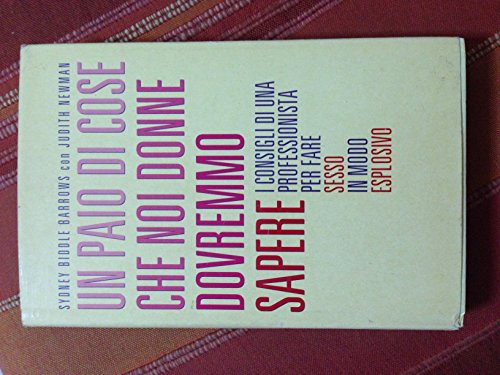 SYDNEY BIDDLE BARROWS con JUDITH NEWMAN
UN PAIO DI COSE
CHE NOI DONNE
DOVREMMO
SAPERE
I CONSIGLI DI UNA
PROFESSIONISTA
PER FARE
SESSO
IN MODO
ESPLOSIVO